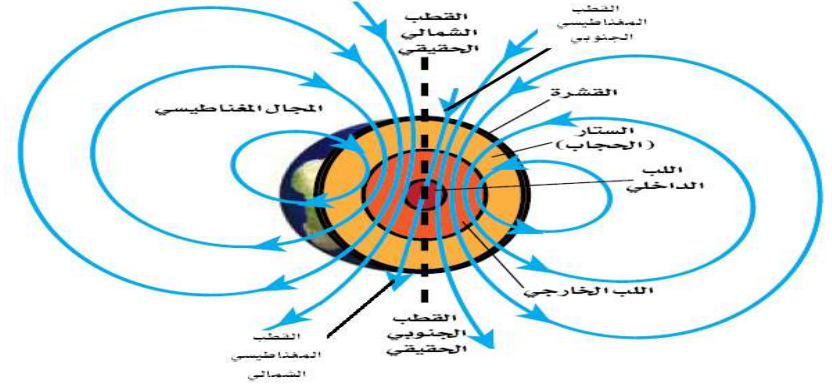 القطب
الشمالي
الحقيقي
القطب
المغناطيسي
الجنوبي
القشرة
المجال المغناطيسي
الستار
(الحجاب)
اللب
الداخلي
اللب الخارجي
القطب
الجنوبي
الحقيقي
القطب
المغناطيسي
الشمالي